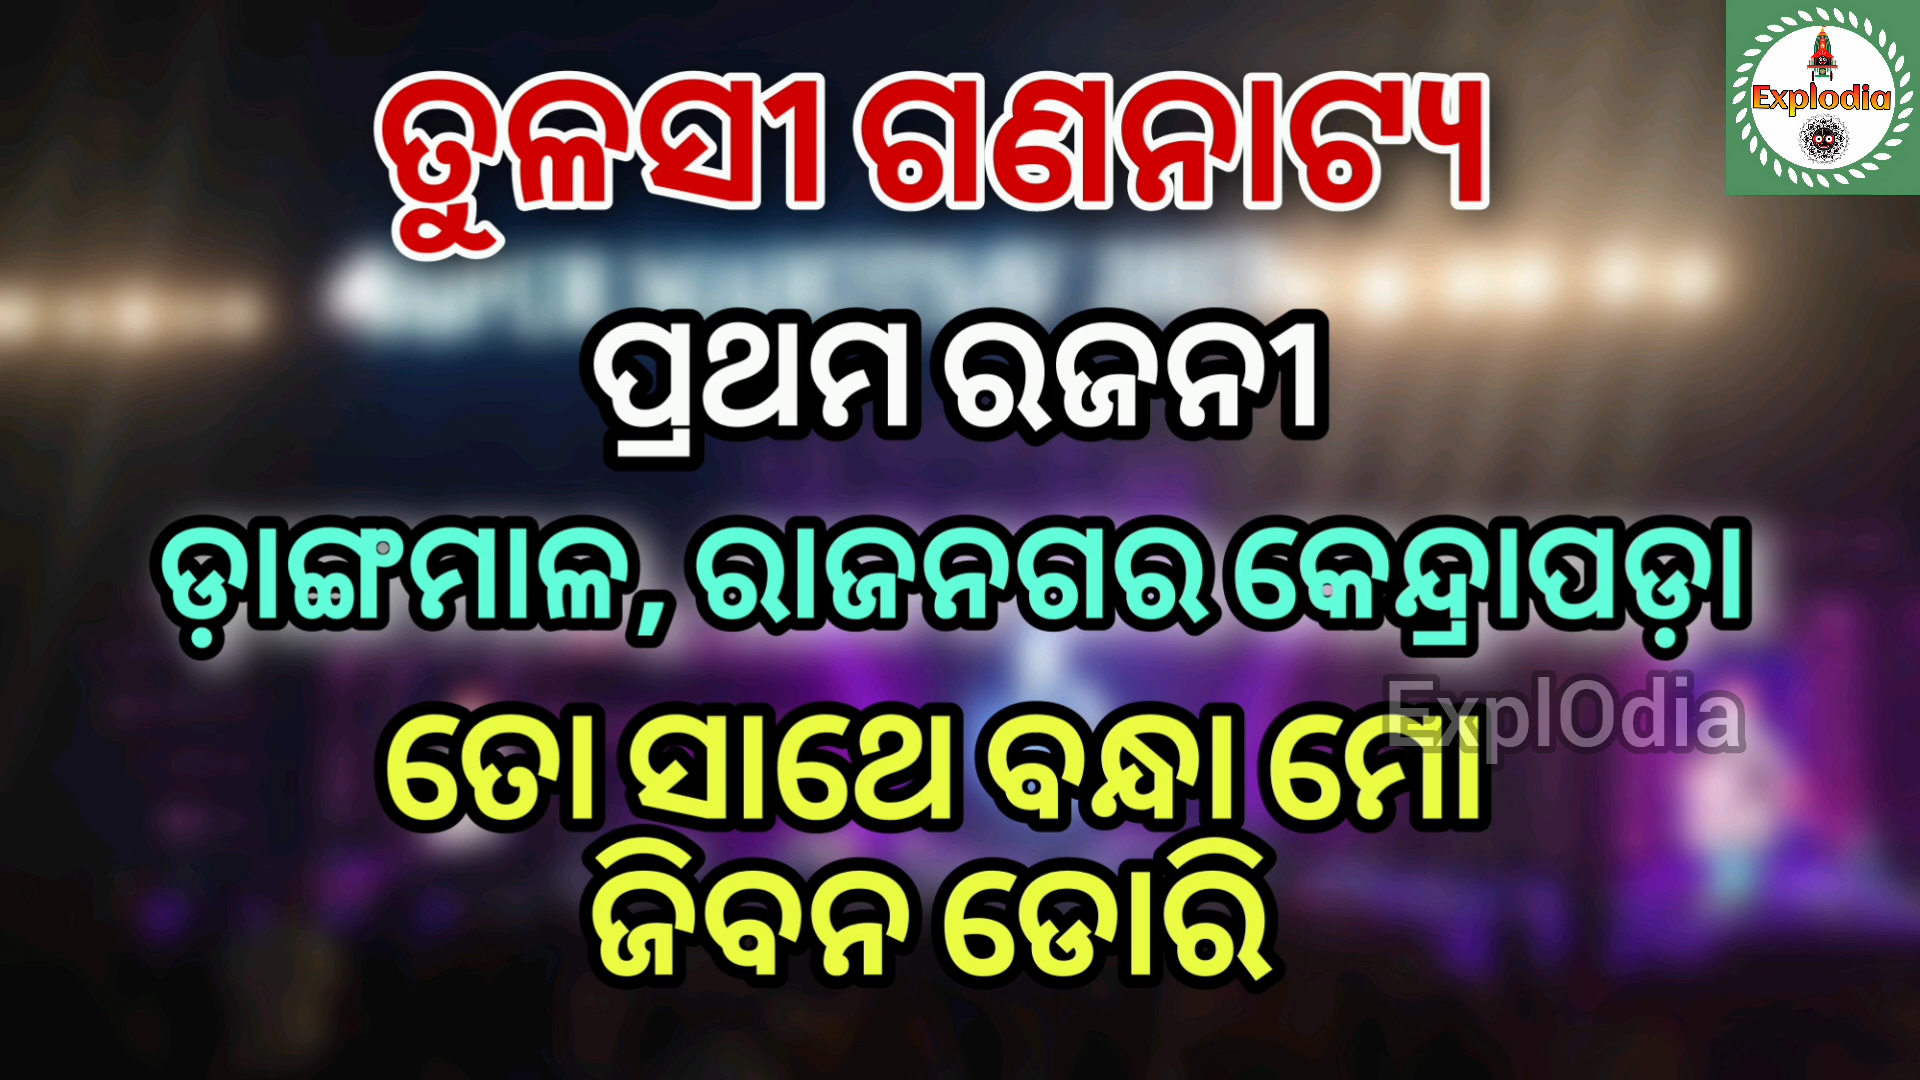 ତୁଳସୀ ଗଣନାଟ୍ୟ
Explodia
ପ୍ରଥମ ରଜନୀ
ଡ଼ାଙ୍ଗମାଳ, ରାଜନଗର କେନ୍ଦ୍ରାପଡ଼ା
ExplOdia
ତୋ ସାଥେ ବନ୍ଧା ମୋ
ଜିବନ ଡୋରି